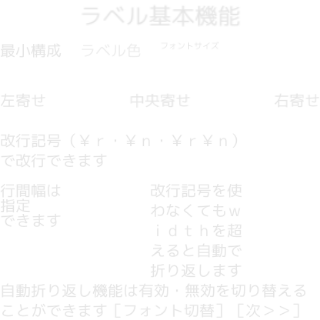 ラベル基本機能
最小構成 ラベル色 フォントサイズ
左寄せ 中央寄せ 右寄せ
改行記号（￥ｒ・￥ｎ・￥ｒ￥ｎ）
で改行できます
行間幅は
指定
できます
改行記号を使
わなくてもｗ
ｉｄｔｈを超
えると自動で
折り返します
自動折り返し機能は有効・無効を切り替える
ことができます［フォント切替］［次＞＞］